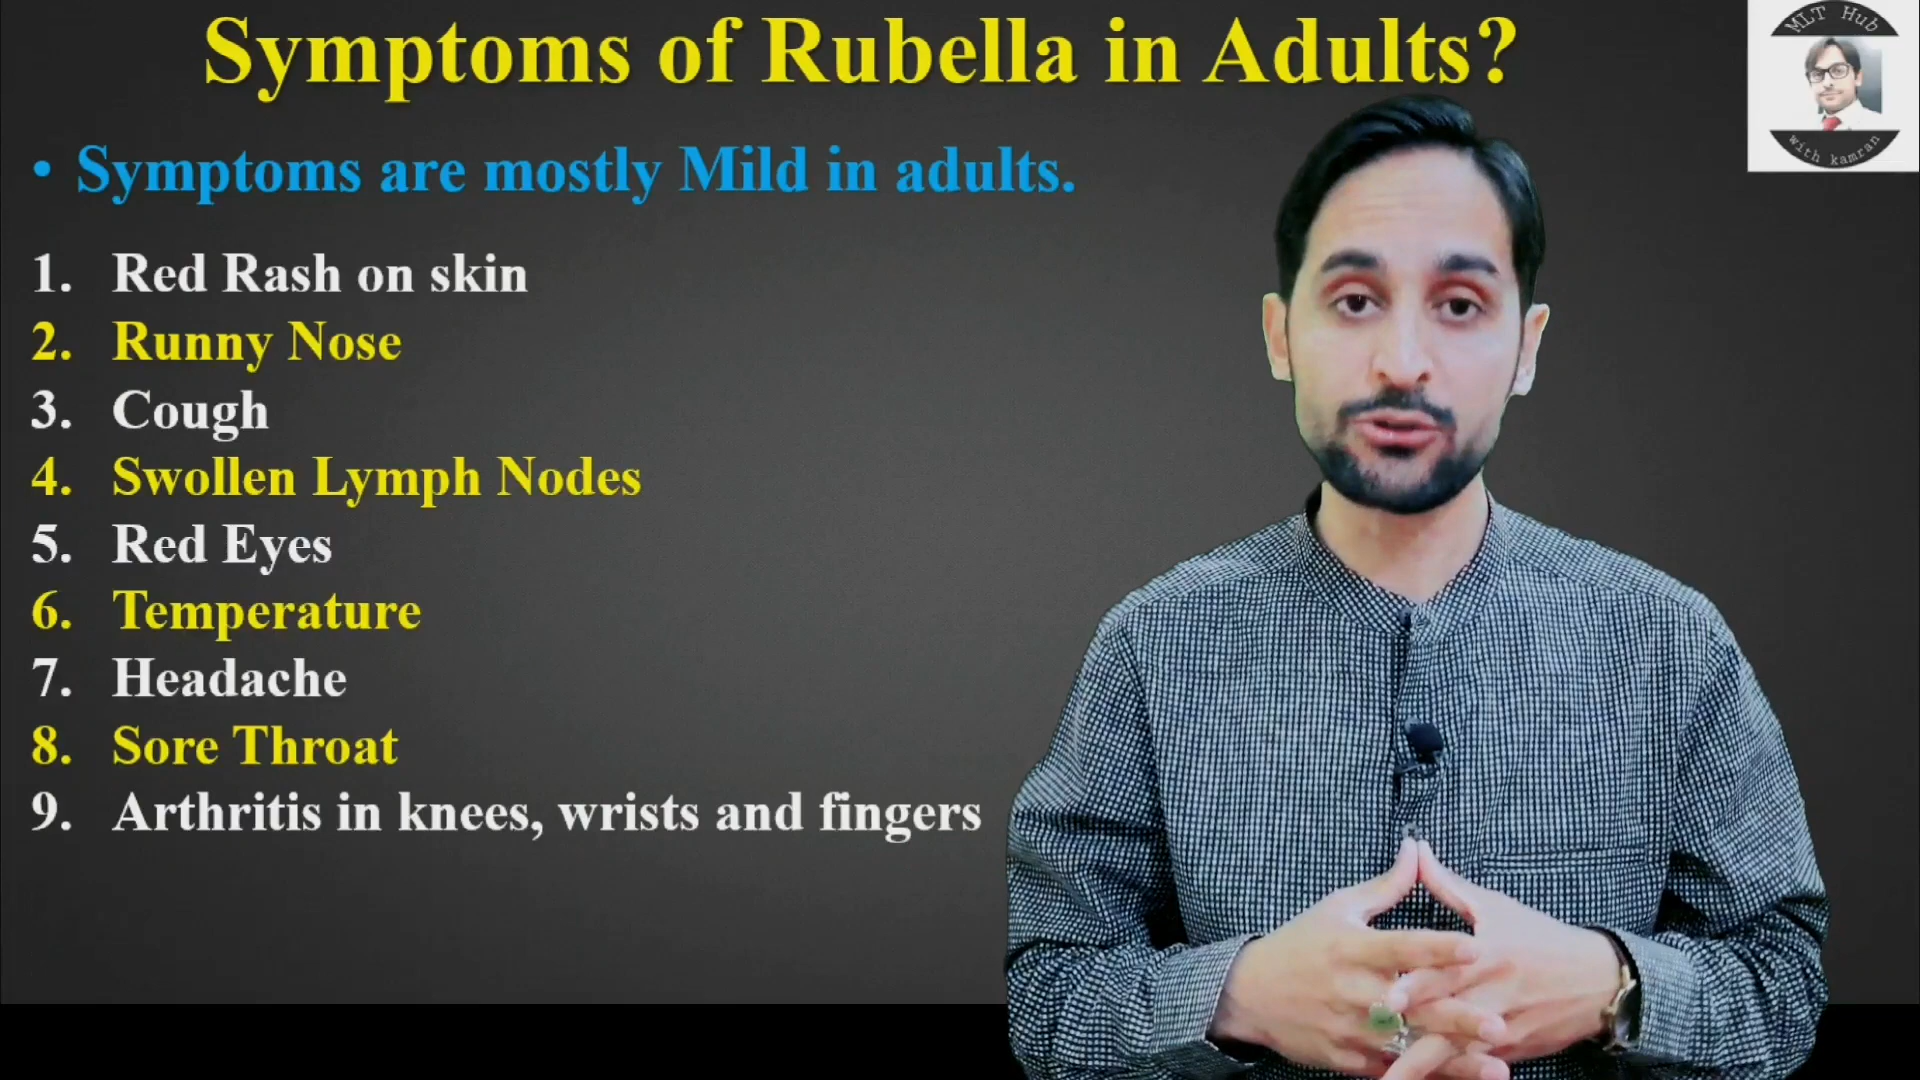 Symptoms of Rubella in Adults?
MLT Hub
with kamran
• Symptoms are mostly Mild in adults.
1. Red Rash on skin
2. Runny Nose
3. Cough
4. Swollen Lymph Nodes
5. Red Eyes
6. Temperature
7. Headache
8. Sore Throat
9. Arthritis in knees, wrists and fingers